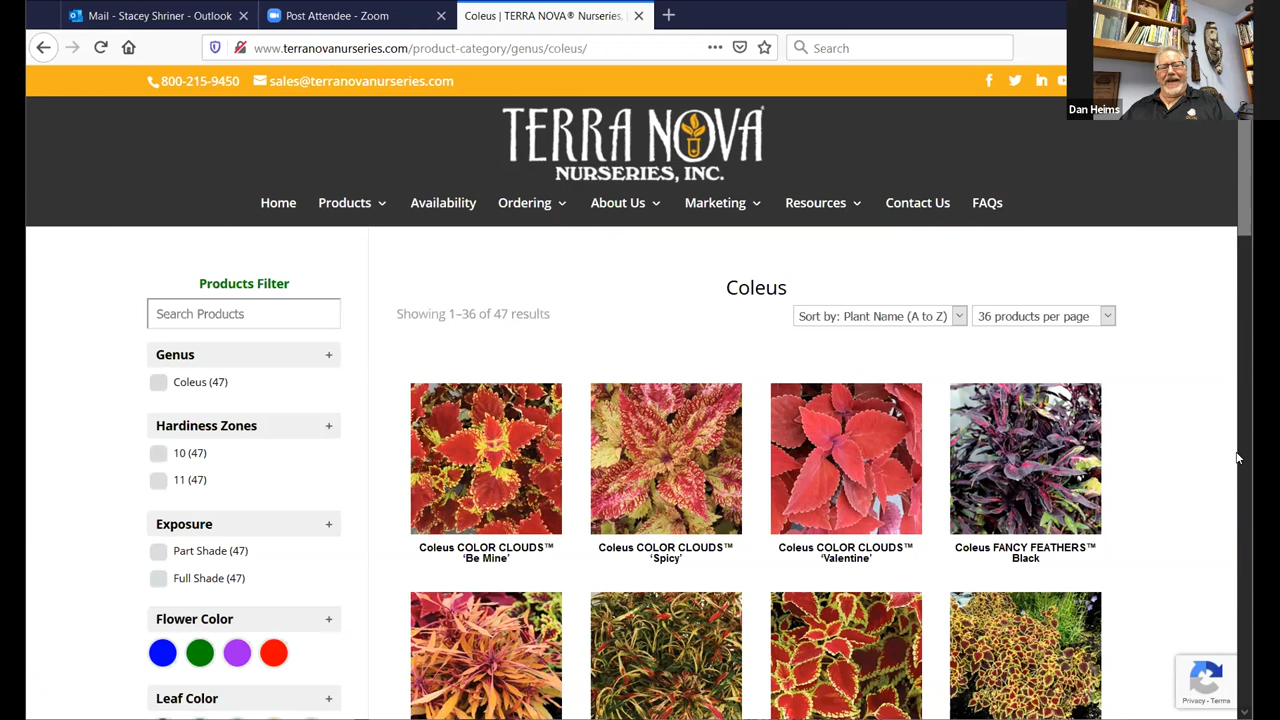 Mail - Stacey Shriner - Outlook
Post Attendee - Zoom
Coleus | TERRA NOVA® Nurseries,
www.terranovanurseries.com/product-category/genus/coleus/
Search
Dan Heims
800-215-9450
sales@terranovanurseries.com
TERRA NOVA®
NURSERIES, INC.
Home
Products
Availability
Ordering
About Us
Marketing
Resources
Contact Us
FAQs
Products Filter
Search Products
Genus +
Coleus (47)
Hardiness Zones +
10 (47)
11 (47)
Exposure +
Part Shade (47)
Full Shade (47)
Flower Color +
Leaf Color +
Coleus
Showing 1–36 of 47 results
Sort by: Plant Name (A to Z)
36 products per page
Coleus COLOR CLOUDS™
‘Be Mine’
Coleus COLOR CLOUDS™
‘Spicy’
Coleus COLOR CLOUDS™
‘Valentine’
Coleus FANCY FEATHERS™
Black
Privacy - Terms